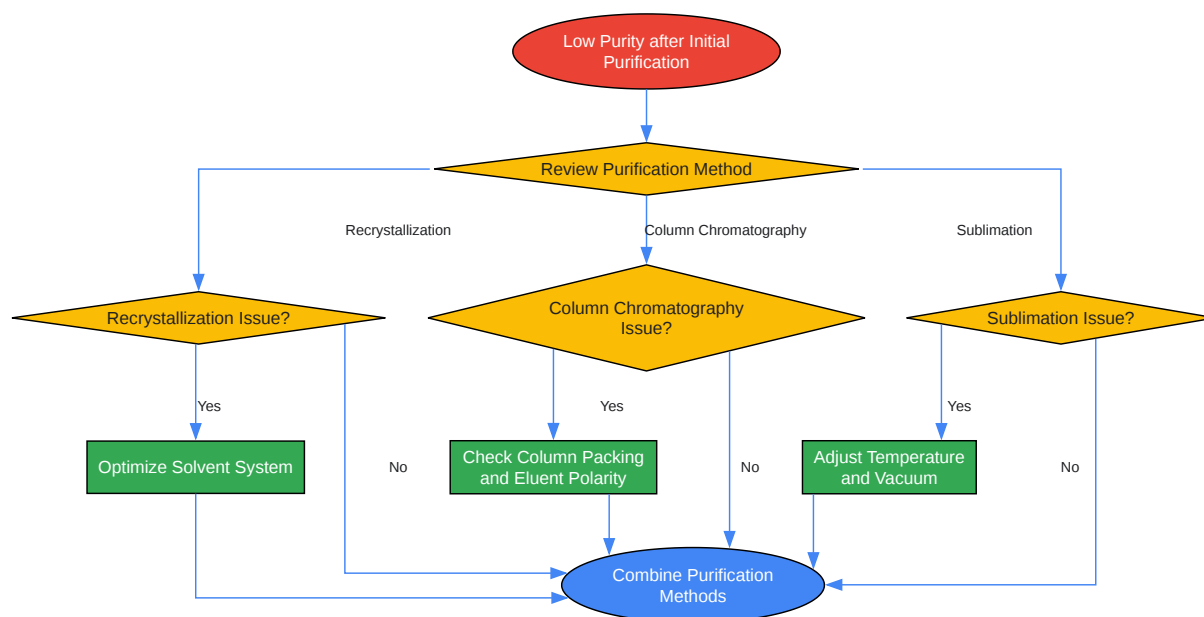 Low Purity after Initial
Purification
Review Purification Method
Recrystallization
Column Chromatography
Sublimation
Recrystallization Issue?
Column Chromatography
Issue?
Sublimation Issue?
Yes
Yes
Yes
Optimize Solvent System
No
Check Column Packing
and Eluent Polarity
No
Adjust Temperature
and Vacuum
No
Combine Purification
Methods